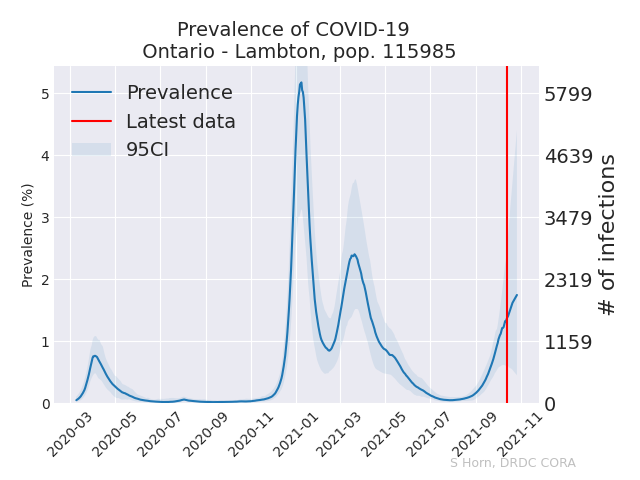 Prevalence of COVID-19
Ontario - Lambton, pop. 115985
Prevalence
Latest data
95CI
Prevalence (%)
5
4
3
2
1
0
5799
4639
3479
2319
1159
0
# of infections
2020-03
2020-05
2020-07
2020-09
2020-11
2021-01
2021-03
2021-05
2021-07
2021-09
2021-11
S Horn, DRDC CORA